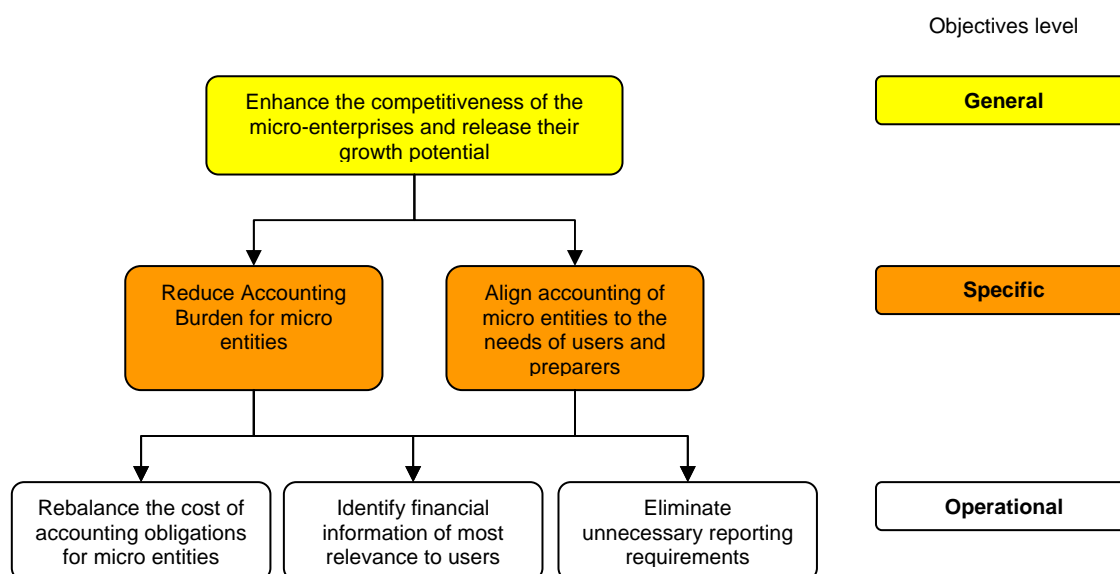 Objectives level
Enhance the competitiveness of the
micro-enterprises and release their
growth potential
General
Reduce Accounting
Burden for micro
entities
Align accounting of
micro entities to the
needs of users and
preparers
Specific
Rebalance the cost of
accounting obligations
for micro entities
Identify financial
information of most
relevance to users
Eliminate
unnecessary reporting
requirements
Operational